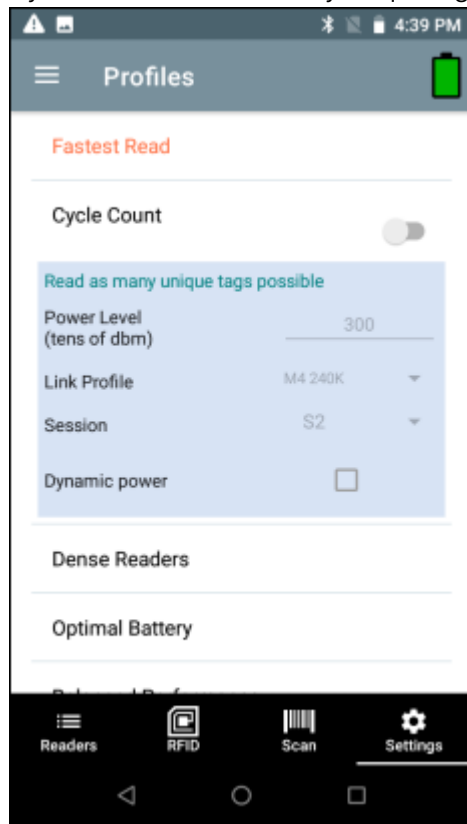 4:39 PM
Profiles
Fastest Read
Cycle Count
Read as many unique tags possible
Power Level
(tens of dbm)
300
Link Profile
M4 240K
Session
S2
Dynamic power
Dense Readers
Optimal Battery
Readers
RFID
Scan
Settings